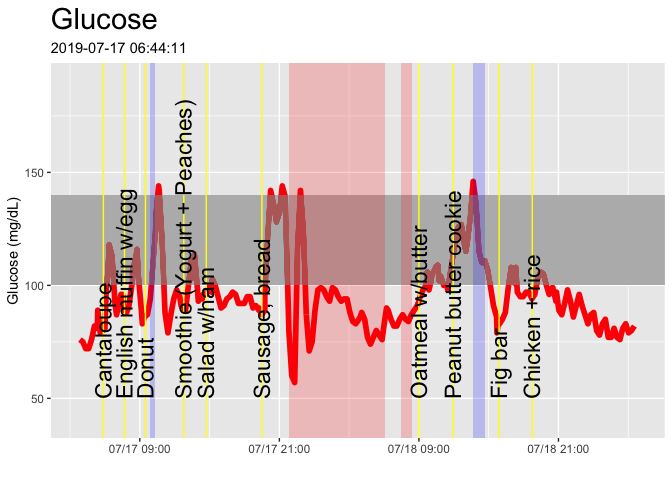 Glucose
2019-07-17 06:44:11
Glucose (mg/dL)
150
100
50
Cantaloupe
English muffin w/egg
Donut
Smoothie (Yogurt + Peaches)
Salad w/ham
Sausage, bread
Oatmeal w/butter
Peanut butter cookie
Fig bar
Chicken +rice
07/17 09:00
07/17 21:00
07/18 09:00
07/18 21:00